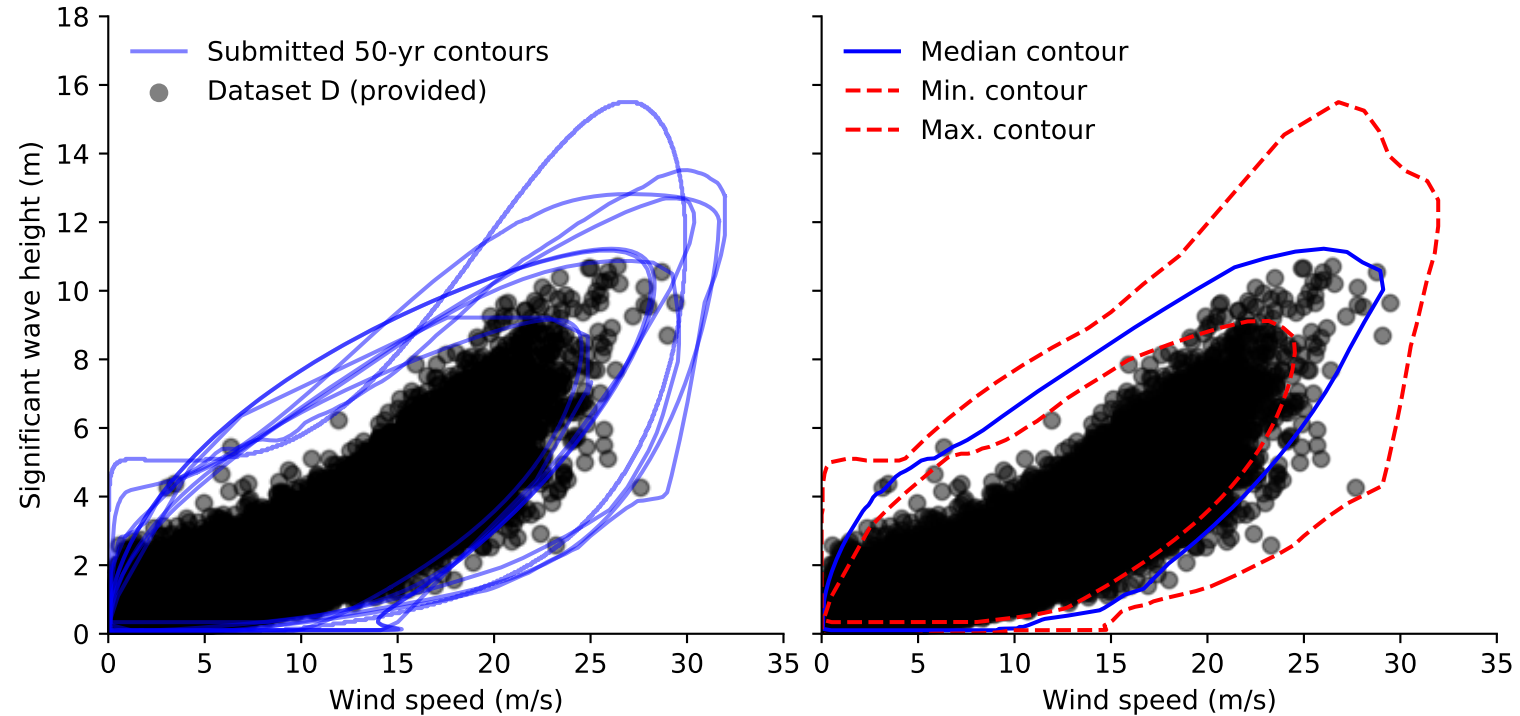 18
16
14
12
10
8
6
4
2
0
Significant wave height (m)
Submitted 50-yr contours
Dataset D (provided)
0 5 10 15 20 25 30 35
Wind speed (m/s)
Median contour
Min. contour
Max. contour
0 5 10 15 20 25 30 35
Wind speed (m/s)